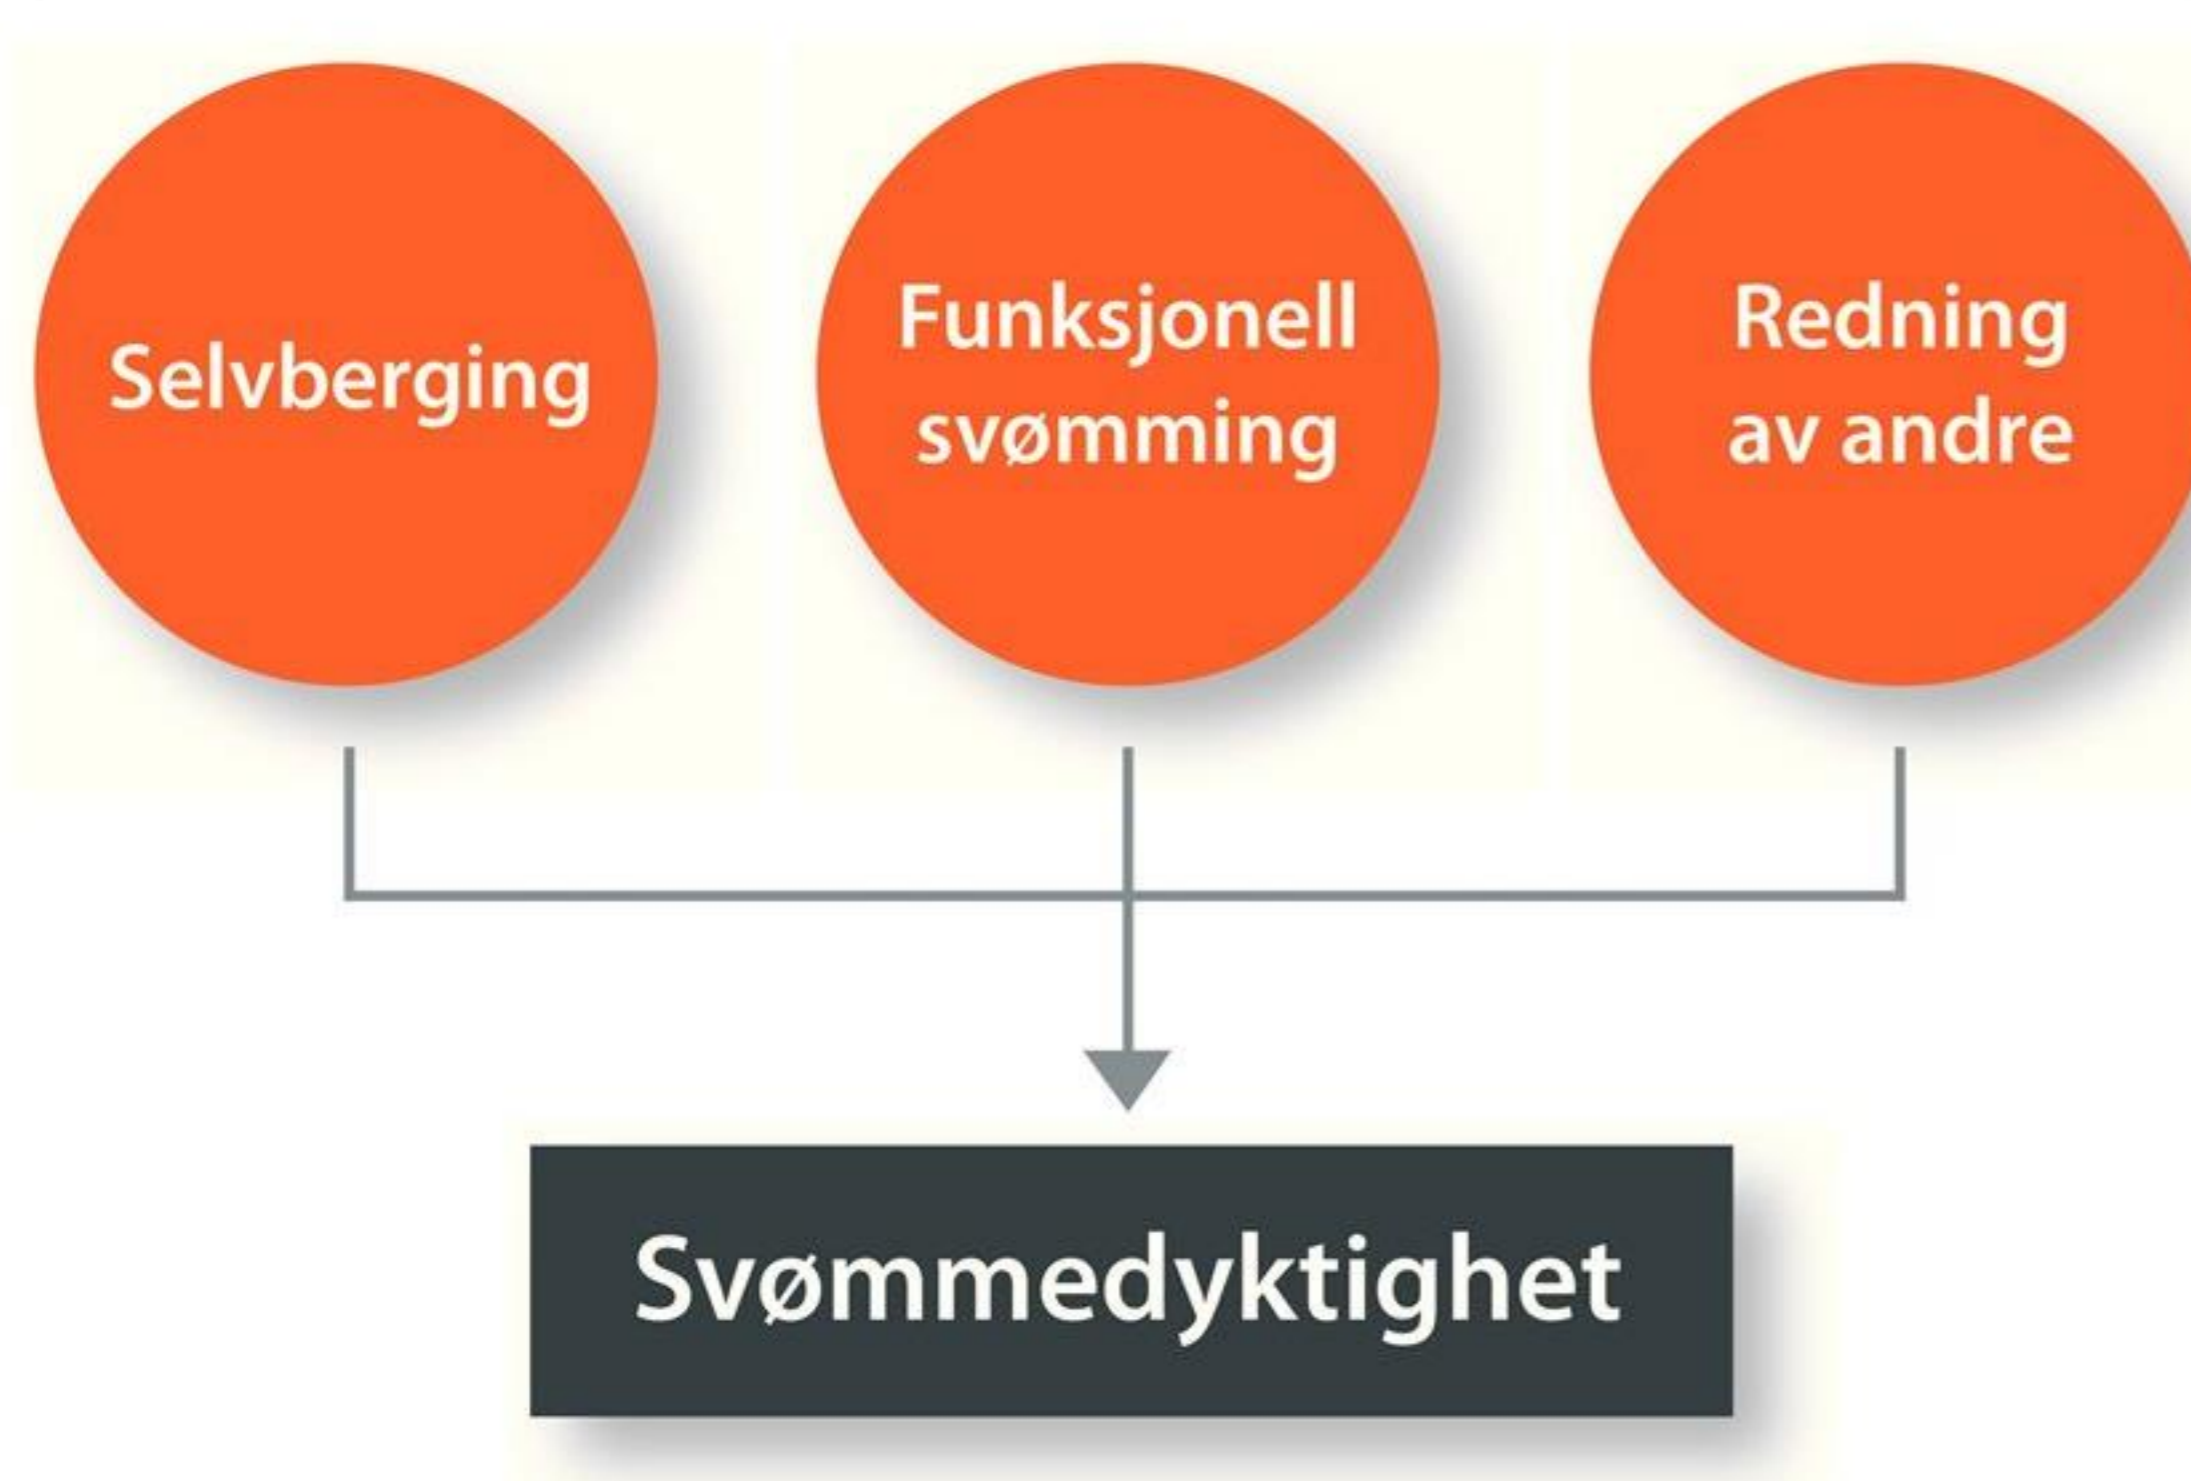 Selvberging
Funksjonell
svømming
Redning
av andre
Svømmedyktighet